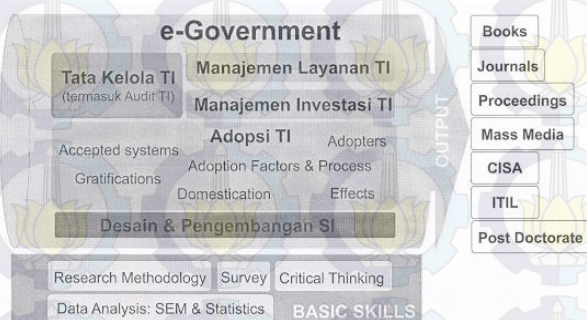 e-Government
Tata Kelola TI
(termasuk Audit TI)
Manajemen Layanan TI
Manajemen Investasi TI
Adopsi TI
Adopters
Accepted systems
Adoption Factors & Process
Gratifications
Domestication
Effects
Desain & Pengembangan SI
OUTPUT
Books
Journals
Proceedings
Mass Media
CISA
ITIL
Post Doctorate
Research Methodology
Survey
Critical Thinking
Data Analysis: SEM & Statistics
BASIC SKILLS